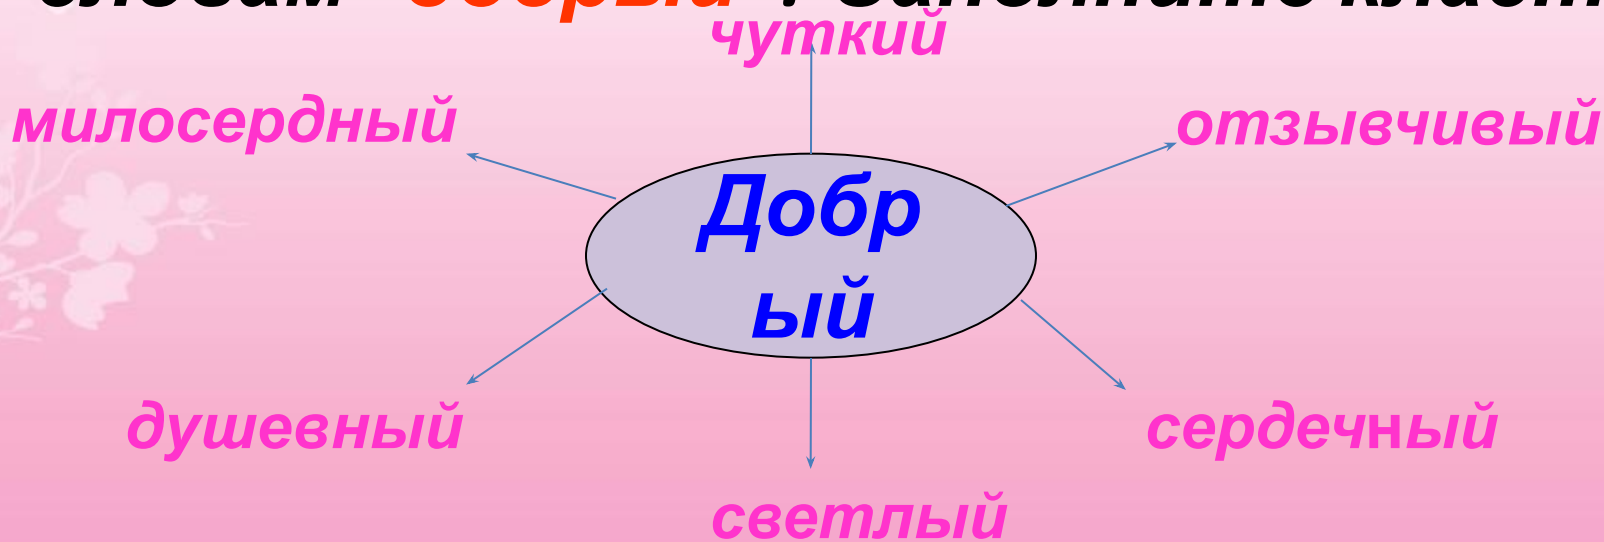 чуткий
милосердный
отзывчивый
Добр
ый
душевный
сердечный
светлый